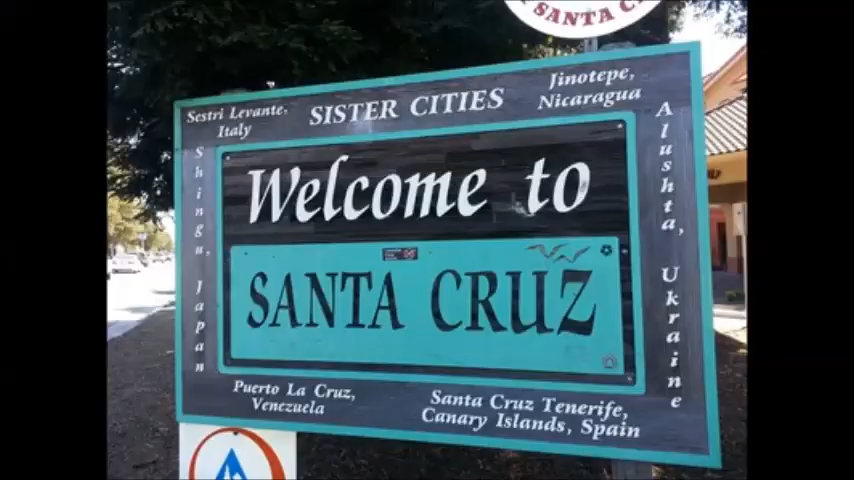 SANTA C
Sestri Levante,
Italy
SISTER CITIES
Jinotepe,
Nicaragua
Shingu, Japan
Welcome to
SANTA CRUZ
Alushta, Ukraine
Puerto La Cruz,
Venezuela
Santa Cruz Tenerife,
Canary Islands, Spain